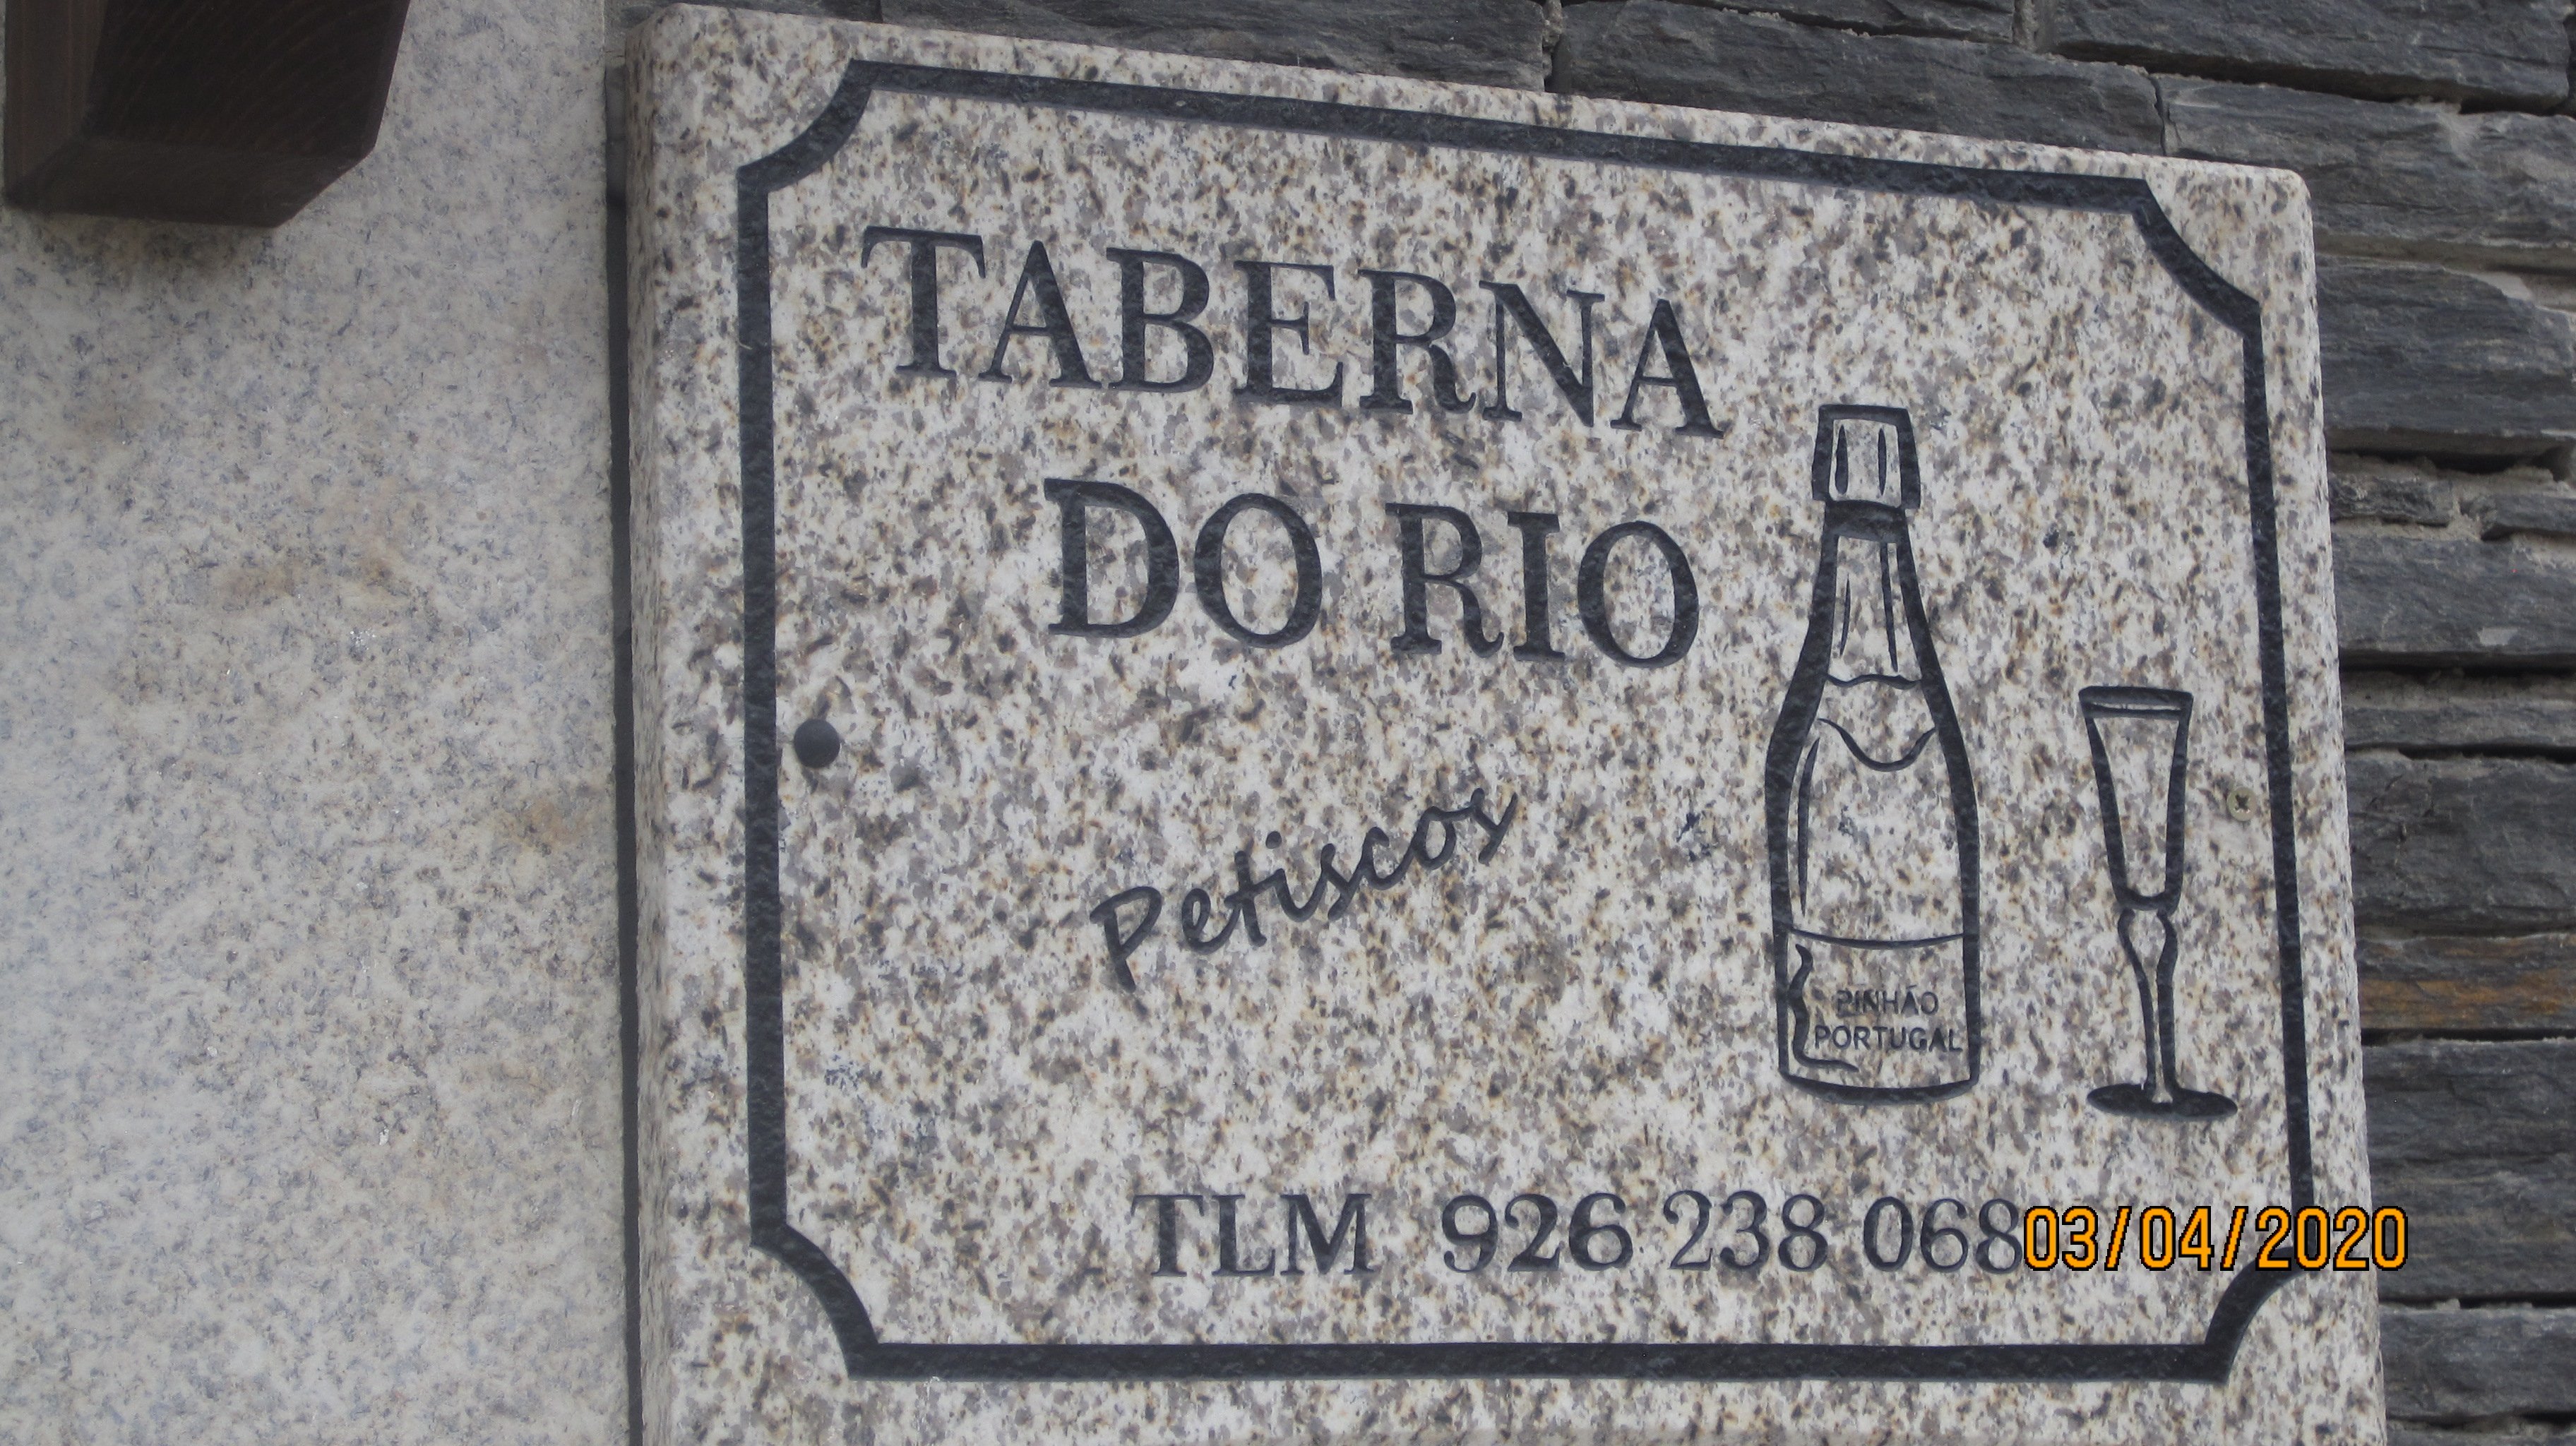 TABERNA
DO RIO
Petiscos
PINHÃO
PORTUGAL
TLM 926 238 068
03/04/2020